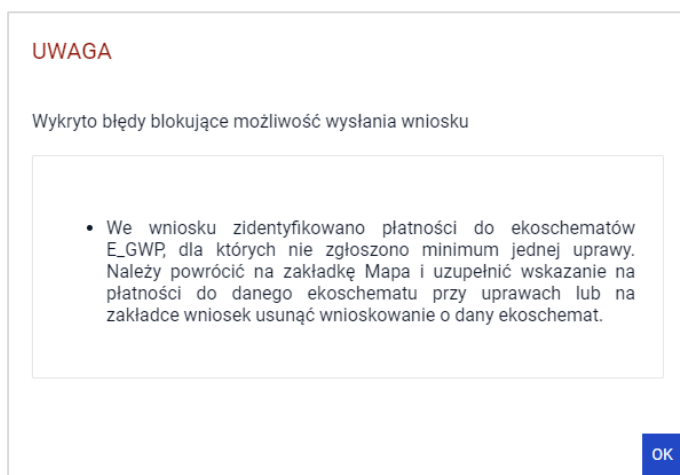 UWAGA
Wykryto błędy blokujące możliwość wysłania wniosku
• We wniosku zidentyfikowano płatności do ekoschematów
E_GWP, dla których nie zgłoszono minimum jednej uprawy.
Należy powrócić na zakładkę Mapa i uzupełnić wskazanie na
płatności do danego ekoschematu przy uprawach lub na
zakładce wniosek usunąć wnioskowanie o dany ekoschemat.
OK